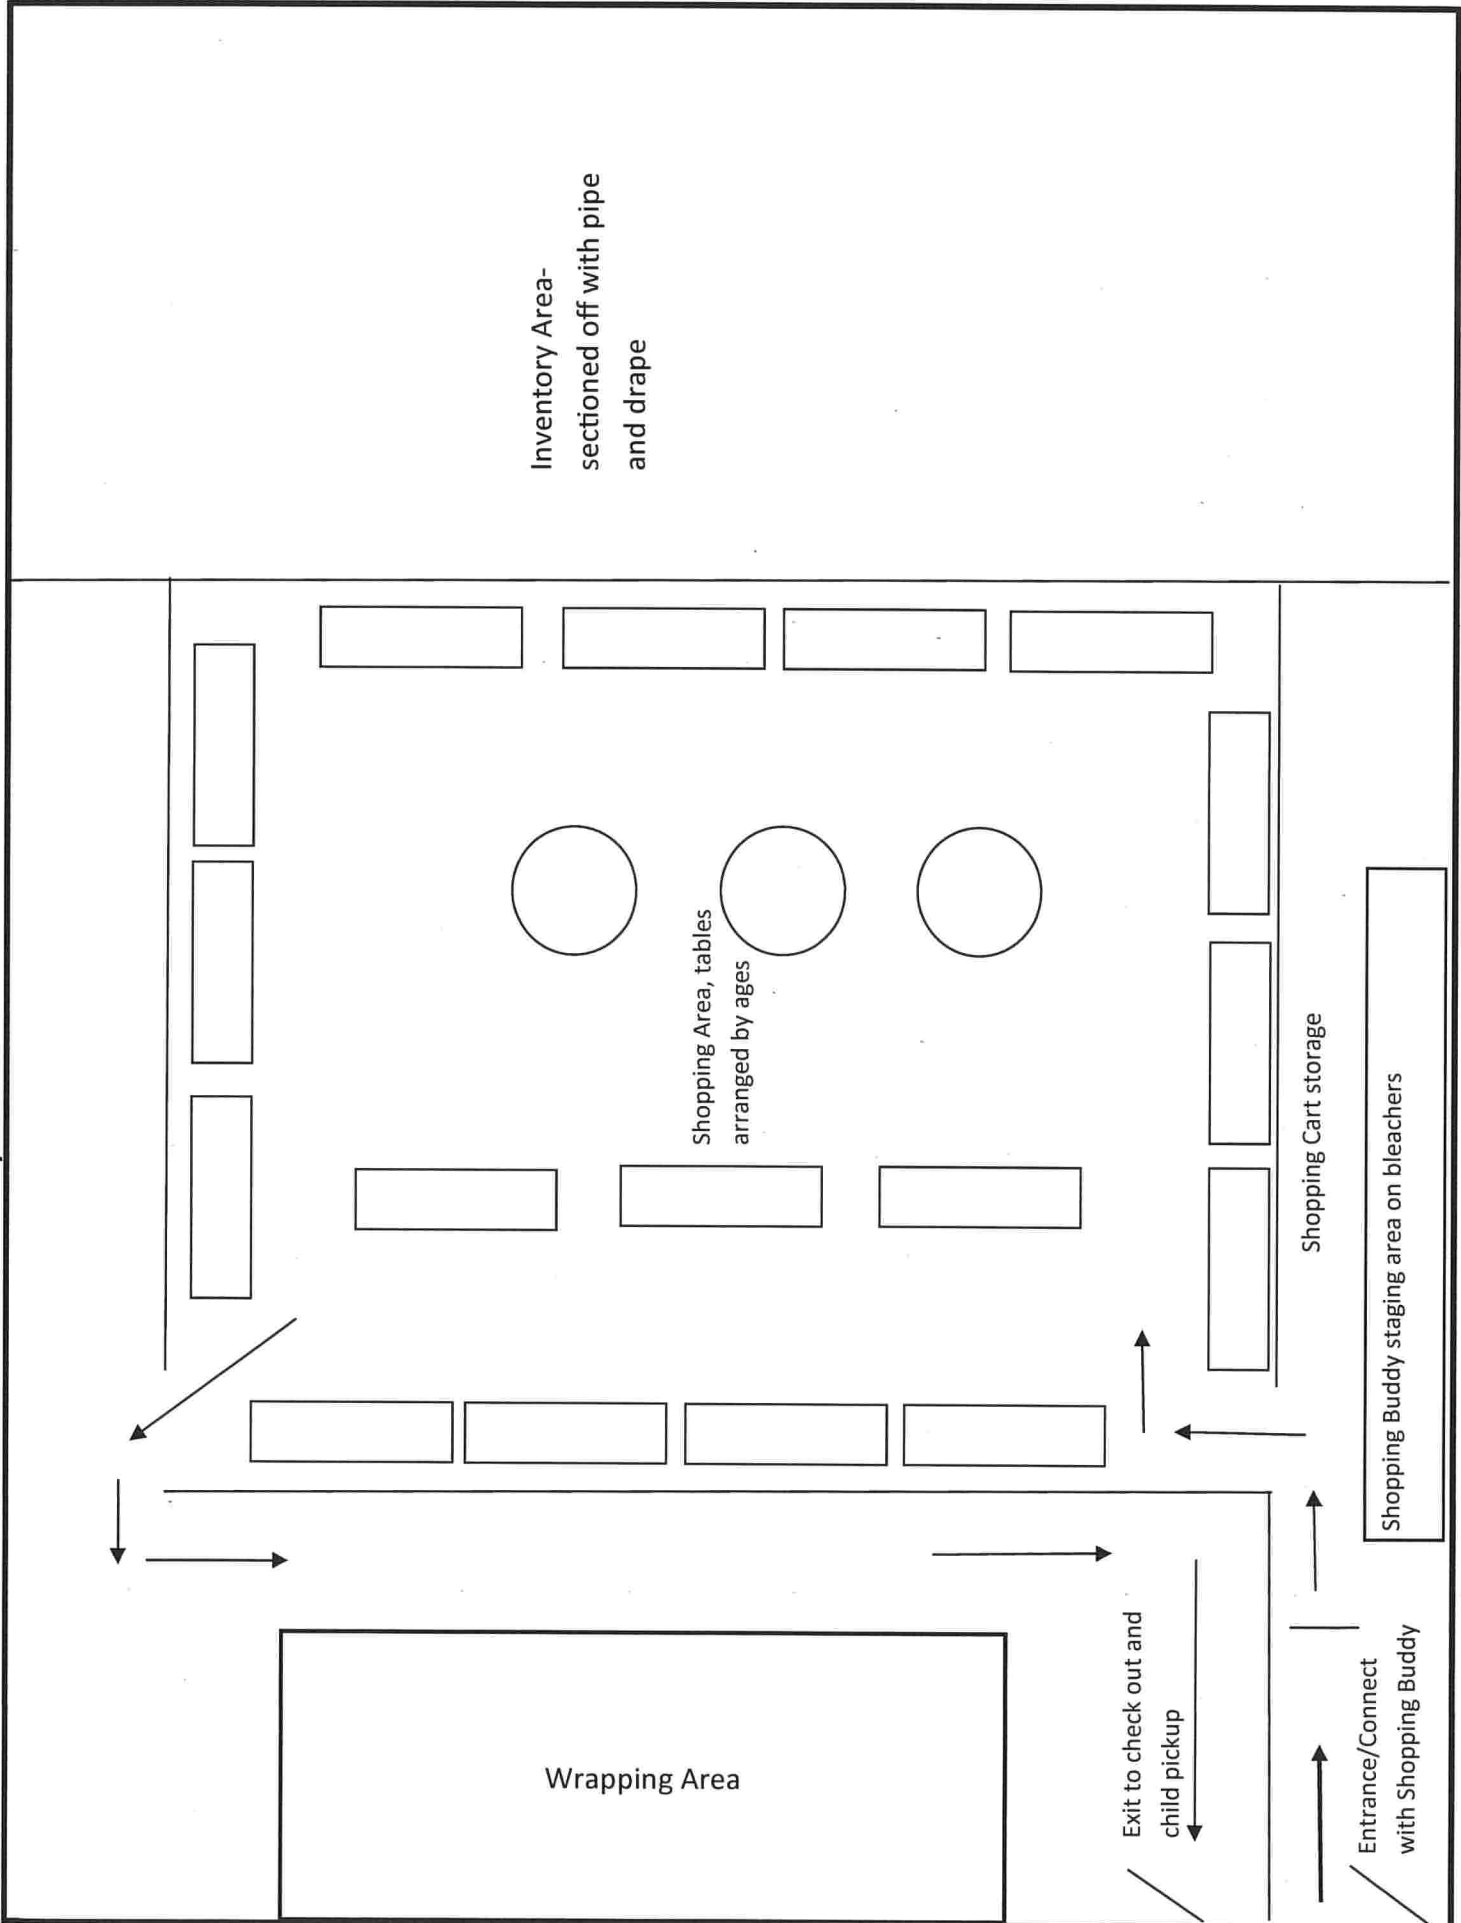 Inventory Area-
sectioned off with pipe
and drape
Shopping Area, tables
arranged by ages
Shopping Cart storage
Shopping Buddy staging area on bleachers
Wrapping Area
Exit to check out and
child pickup
Entrance/Connect
with Shopping Buddy